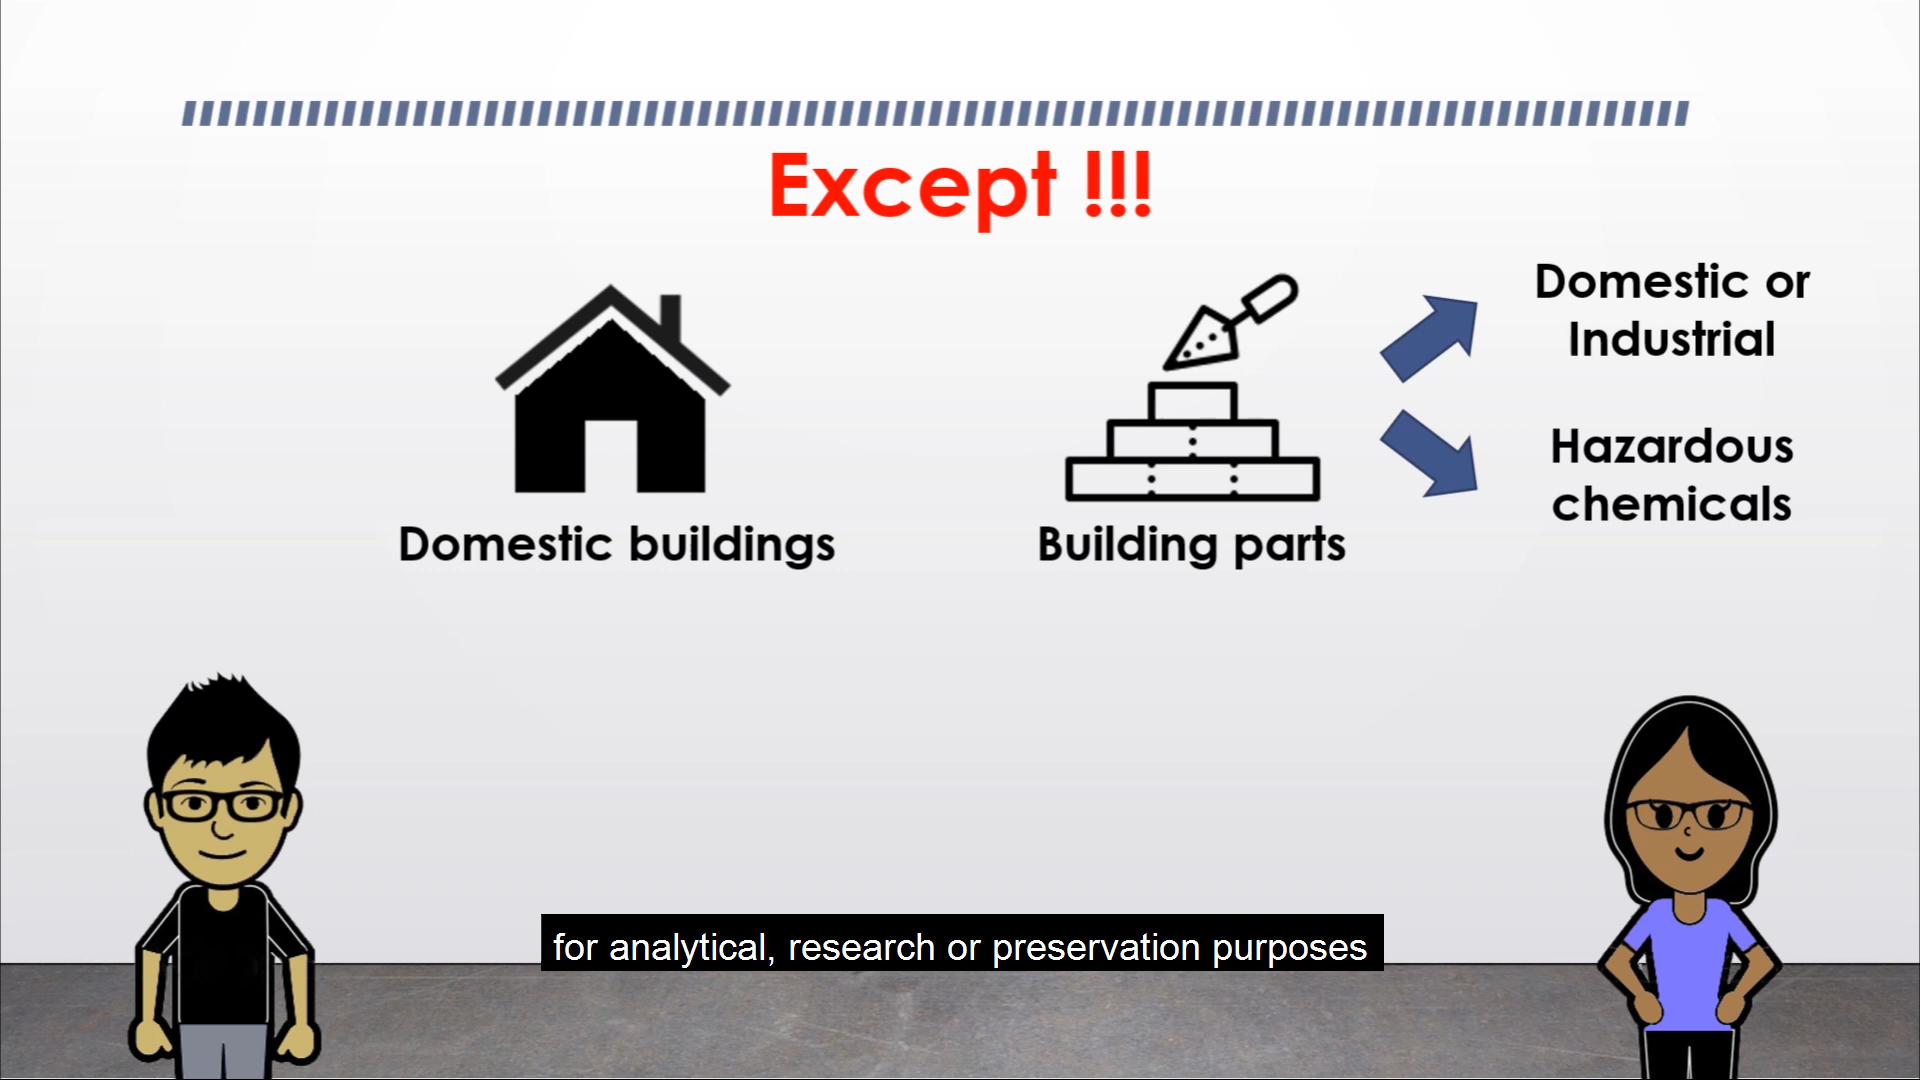 Except !!!
Domestic or
Industrial
Hazardous
chemicals
Domestic buildings
Building parts
for analytical, research or preservation purposes